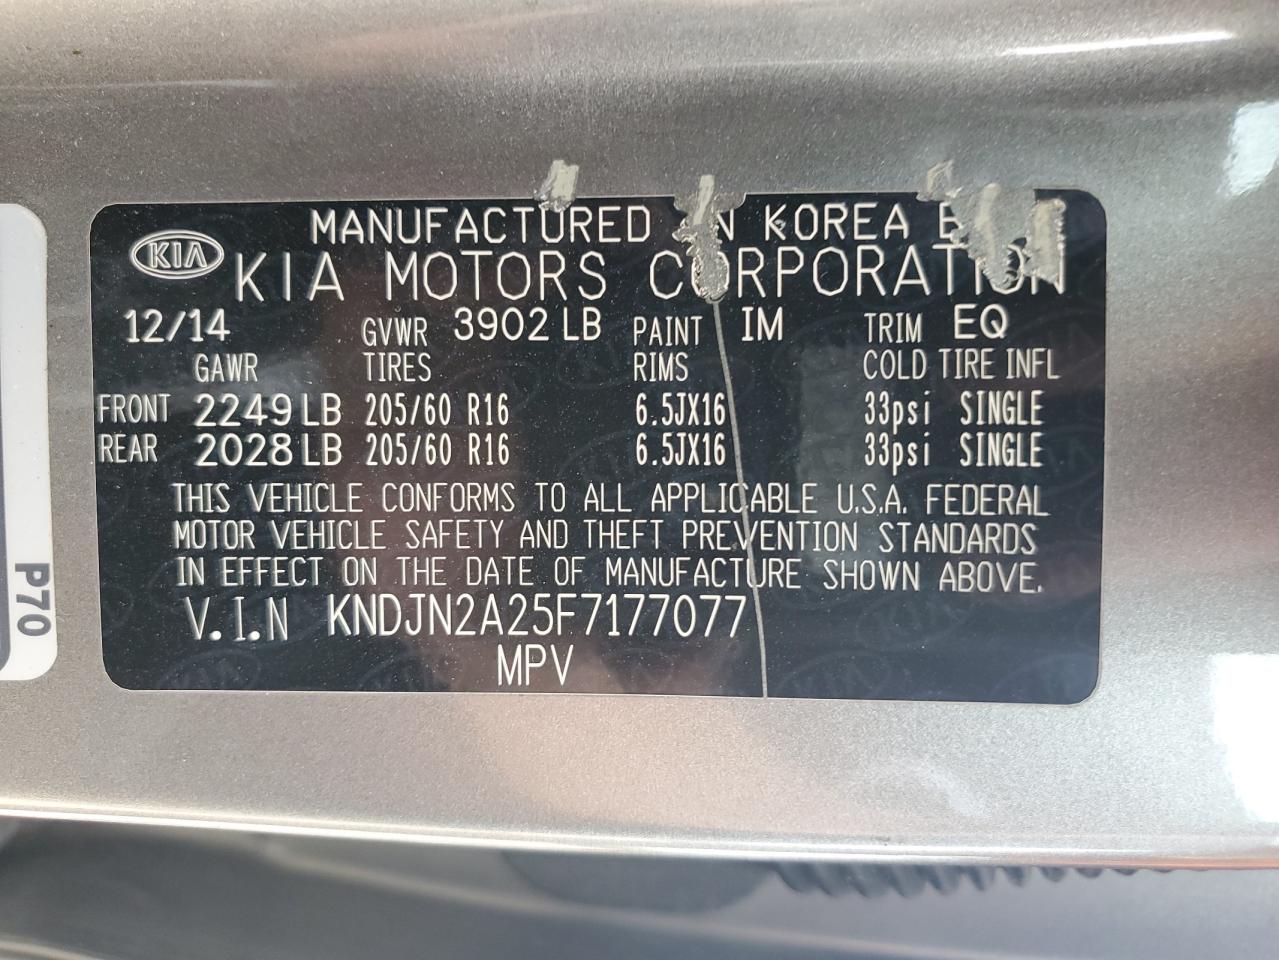 MANUFACTURED IN KOREA
KIA
KIA MOTORS CORPORATION
12/14 GVWR 3902 LB PAINT IM TRIM EQ
GAWR TIRES RIMS COLD TIRE INFL
FRONT 2249 LB 205/60 R16 6.5JX16 33psi SINGLE
REAR 2028 LB 205/60 R16 6.5JX16 33psi SINGLE
THIS VEHICLE CONFORMS TO ALL APPLICABLE U.S.A. FEDERAL
MOTOR VEHICLE SAFETY AND THEFT PREVENTION STANDARDS
IN EFFECT ON THE DATE OF MANUFACTURE SHOWN ABOVE.
V.I.N KNDJN2A25F7177077
MPV
P70